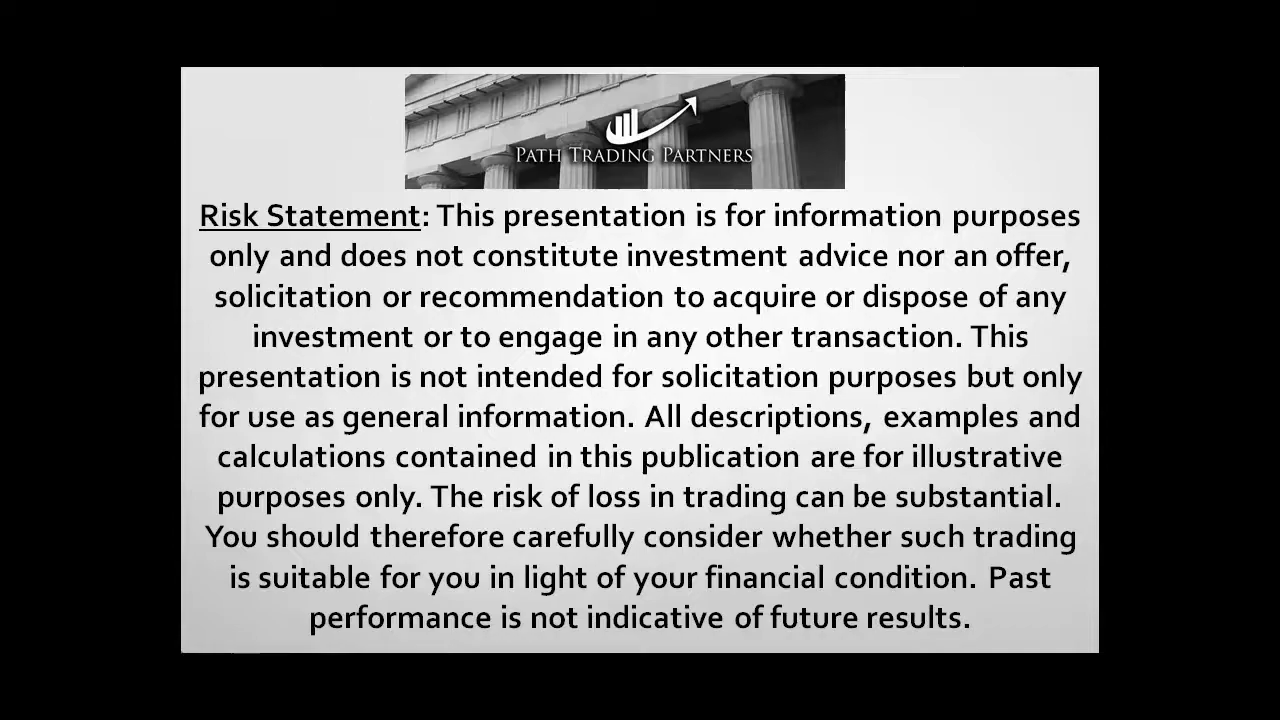 PATH TRADING PARTNERS
Risk Statement: This presentation is for information purposes
only and does not constitute investment advice nor an offer,
solicitation or recommendation to acquire or dispose of any
investment or to engage in any other transaction. This
presentation is not intended for solicitation purposes but only
for use as general information. All descriptions, examples and
calculations contained in this publication are for illustrative
purposes only. The risk of loss in trading can be substantial.
You should therefore carefully consider whether such trading
is suitable for you in light of your financial condition. Past
performance is not indicative of future results.